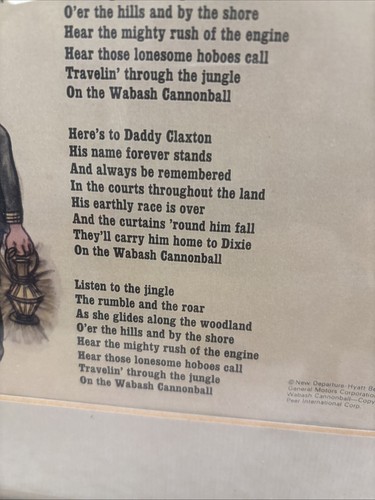 O'er the hills and by the shore
Hear the mighty rush of the engine
Hear those lonesome hoboes call
Travelin' through the jungle
On the Wabash Cannonball
Here's to Daddy Claxton
His name forever stands
And always be remembered
In the courts throughout the land
His earthly race is over
And the curtains 'round him fall
They'll carry him home to Dixie
On the Wabash Cannonball
Listen to the jingle
The rumble and the roar
As she glides along the woodland
O'er the hills and by the shore
Hear the mighty rush of the engine
Hear those lonesome hoboes call
Travelin' through the jungle
On the Wabash Cannonball
© New Departure-Hyatt Be
General Motors Corporation
Wabash Cannonball—Copy
Peer International Corp.